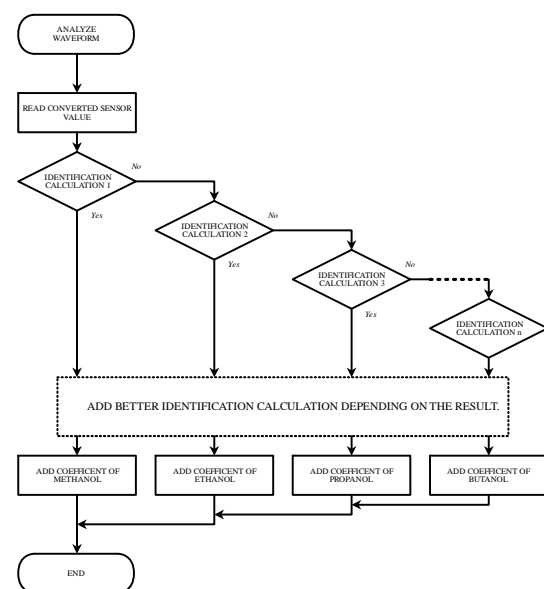 ANALYZE
WAVEFORM
READ CONVERTED SENSOR
VALUE
IDENTIFICATION
CALCULATION 1
No
Yes
IDENTIFICATION
CALCULATION 2
No
Yes
IDENTIFICATION
CALCULATION 3
No
Yes
IDENTIFICATION
CALCULATION n
ADD BETTER IDENTIFICATION CALCULATION DEPENDING ON THE RESULT.
ADD COEFFICENT OF
METHANOL
ADD COEFFICENT OF
ETHANOL
ADD COEFFICENT OF
PROPANOL
ADD COEFFICENT OF
BUTANOL
END